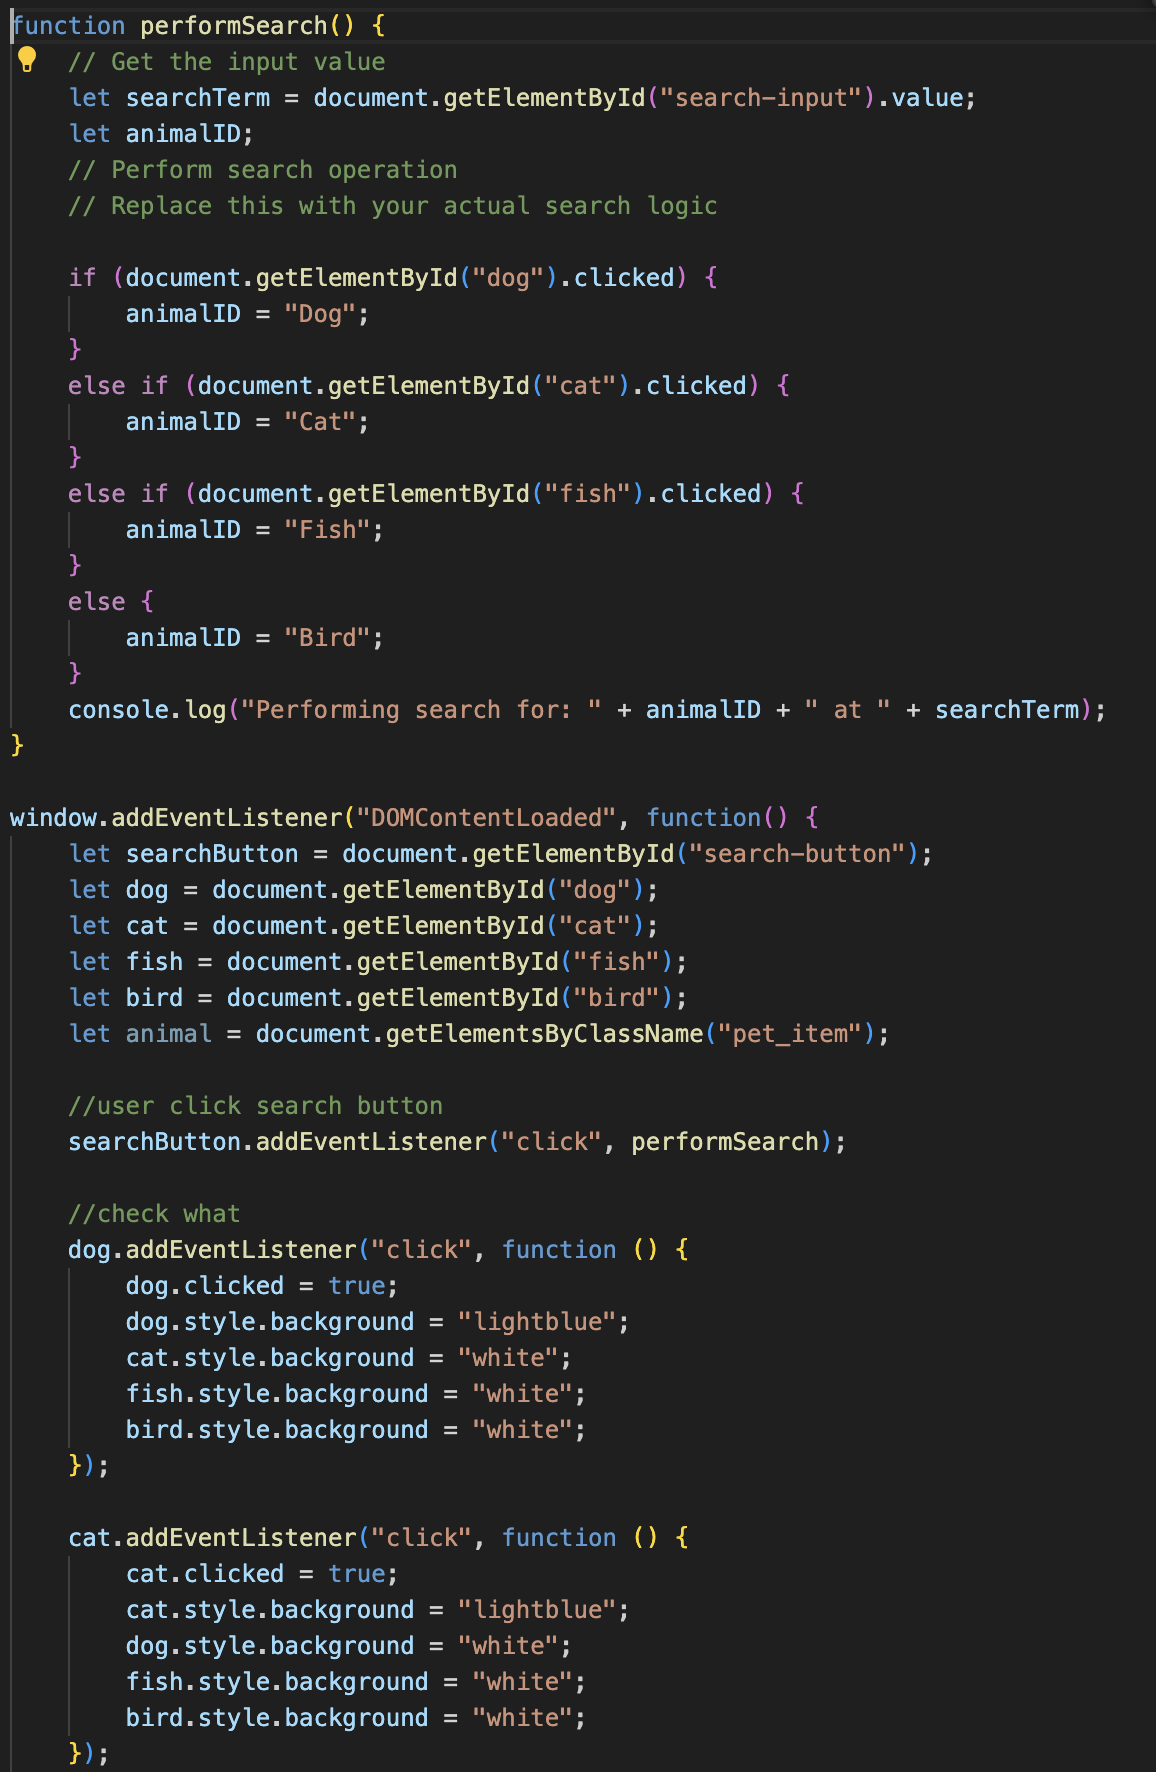 function performSearch() {
    // Get the input value
    let searchTerm = document.getElementById("search-input").value;
    let animalID;
    // Perform search operation
    // Replace this with your actual search logic

    if (document.getElementById("dog").clicked) {
        animalID = "Dog";
    }
    else if (document.getElementById("cat").clicked) {
        animalID = "Cat";
    }
    else if (document.getElementById("fish").clicked) {
        animalID = "Fish";
    }
    else {
        animalID = "Bird";
    }
    console.log("Performing search for: " + animalID + " at " + searchTerm);
}

window.addEventListener("DOMContentLoaded", function() {
    let searchButton = document.getElementById("search-button");
    let dog = document.getElementById("dog");
    let cat = document.getElementById("cat");
    let fish = document.getElementById("fish");
    let bird = document.getElementById("bird");
    let animal = document.getElementsByClassName("pet_item");

    //user click search button
    searchButton.addEventListener("click", performSearch);

    //check what
    dog.addEventListener("click", function () {
        dog.clicked = true;
        dog.style.background = "lightblue";
        cat.style.background = "white";
        fish.style.background = "white";
        bird.style.background = "white";
    });

    cat.addEventListener("click", function () {
        cat.clicked = true;
        cat.style.background = "lightblue";
        dog.style.background = "white";
        fish.style.background = "white";
        bird.style.background = "white";
    });